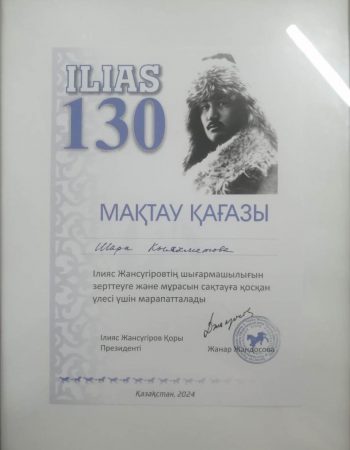 ILIAS
130
МАҚТАУ ҚАҒАЗЫ
Шара
Ілияс Жансүгіровтің шығармашылығын
зерттеуге және мұрасын сақтауға қосқан
үлесі үшін марапатталады
Ілияс Жансүгіров Қоры
Президенті
Жанар Жандосова
Қазақстан, 2024